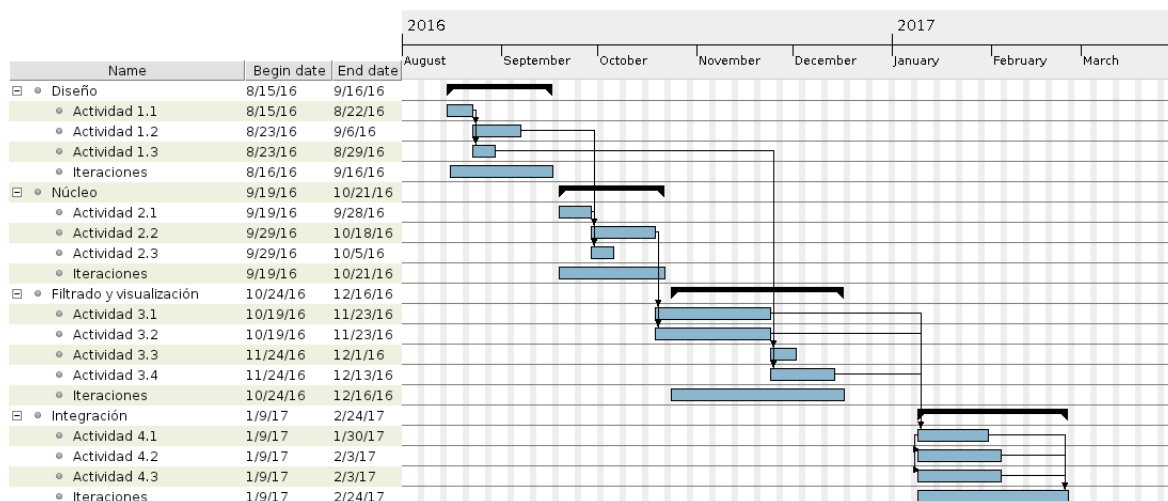 2016 2017
August September October November December January February March
Name Begin date End date
Diseño 8/15/16 9/16/16
Actividad 1.1 8/15/16 8/22/16
Actividad 1.2 8/23/16 9/6/16
Actividad 1.3 8/23/16 8/29/16
Iteraciones 8/16/16 9/16/16
Núcleo 9/19/16 10/21/16
Actividad 2.1 9/19/16 9/28/16
Actividad 2.2 9/29/16 10/18/16
Actividad 2.3 9/29/16 10/5/16
Iteraciones 9/19/16 10/21/16
Filtrado y visualización 10/24/16 12/16/16
Actividad 3.1 10/19/16 11/23/16
Actividad 3.2 10/19/16 11/23/16
Actividad 3.3 11/24/16 12/1/16
Actividad 3.4 11/24/16 12/13/16
Iteraciones 10/24/16 12/16/16
Integración 1/9/17 2/24/17
Actividad 4.1 1/9/17 1/30/17
Actividad 4.2 1/9/17 2/3/17
Actividad 4.3 1/9/17 2/3/17
Iteraciones 1/9/17 2/24/17